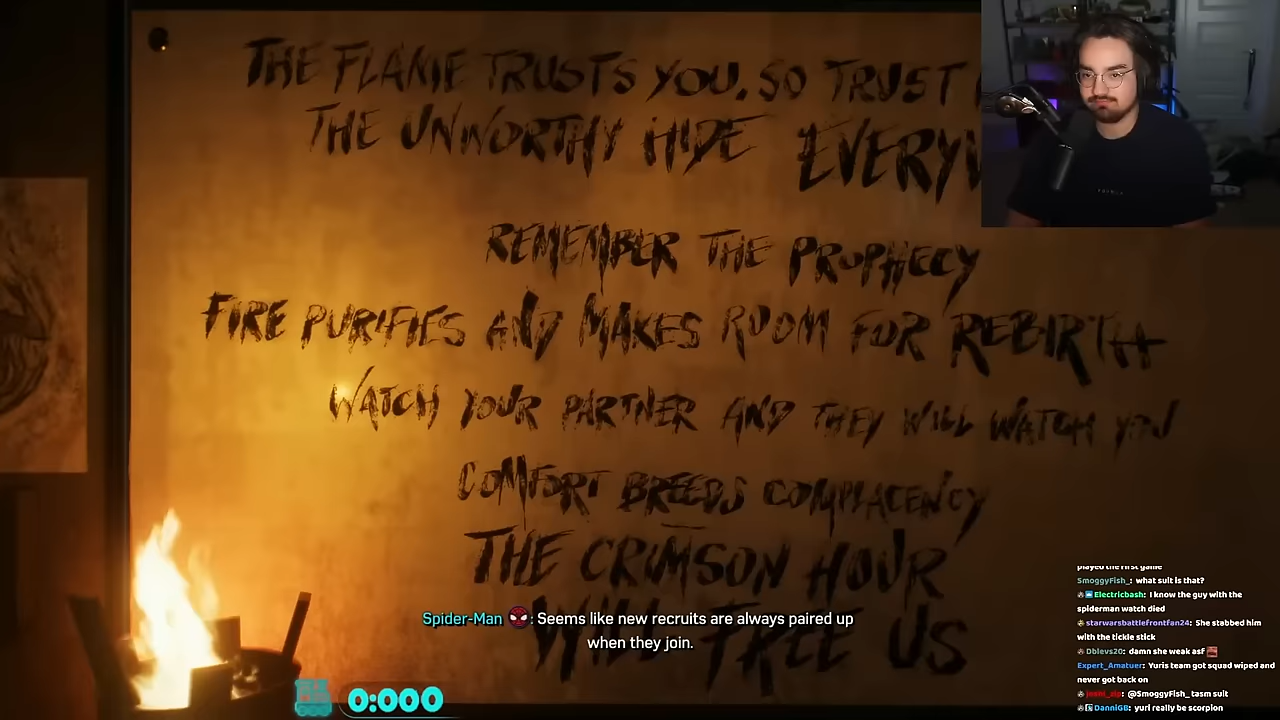 THE FLAME TRUSTS YOU. SO TRUST
THE UNWORTHY HIDE
REMEMBER THE PROPHECY
FIRE PURIFIES AND MAKES ROOM FOR REBIRTH
WATCH YOUR PARTNER AND THEY WILL WATCH YOU
COMFORT BREEDS COMPLACENCY
THE CRIMSON HOUR
WILL FREE US
Spider-Man : Seems like new recruits are always paired up
when they join.
0:000
played the first game
SmoggyFish_: what suit is that?
Electricbash: I know the guy with the
spiderman watch died
starwarsbattlefrontfan24: She stabbed him
with the tickle stick
Dblevs20: damn she weak asf
Expert_Amatuer: Yuris team got squad wiped and
never got back on
@SmoggyFish_ tasm suit
DanniGB: yuri really be scorpion